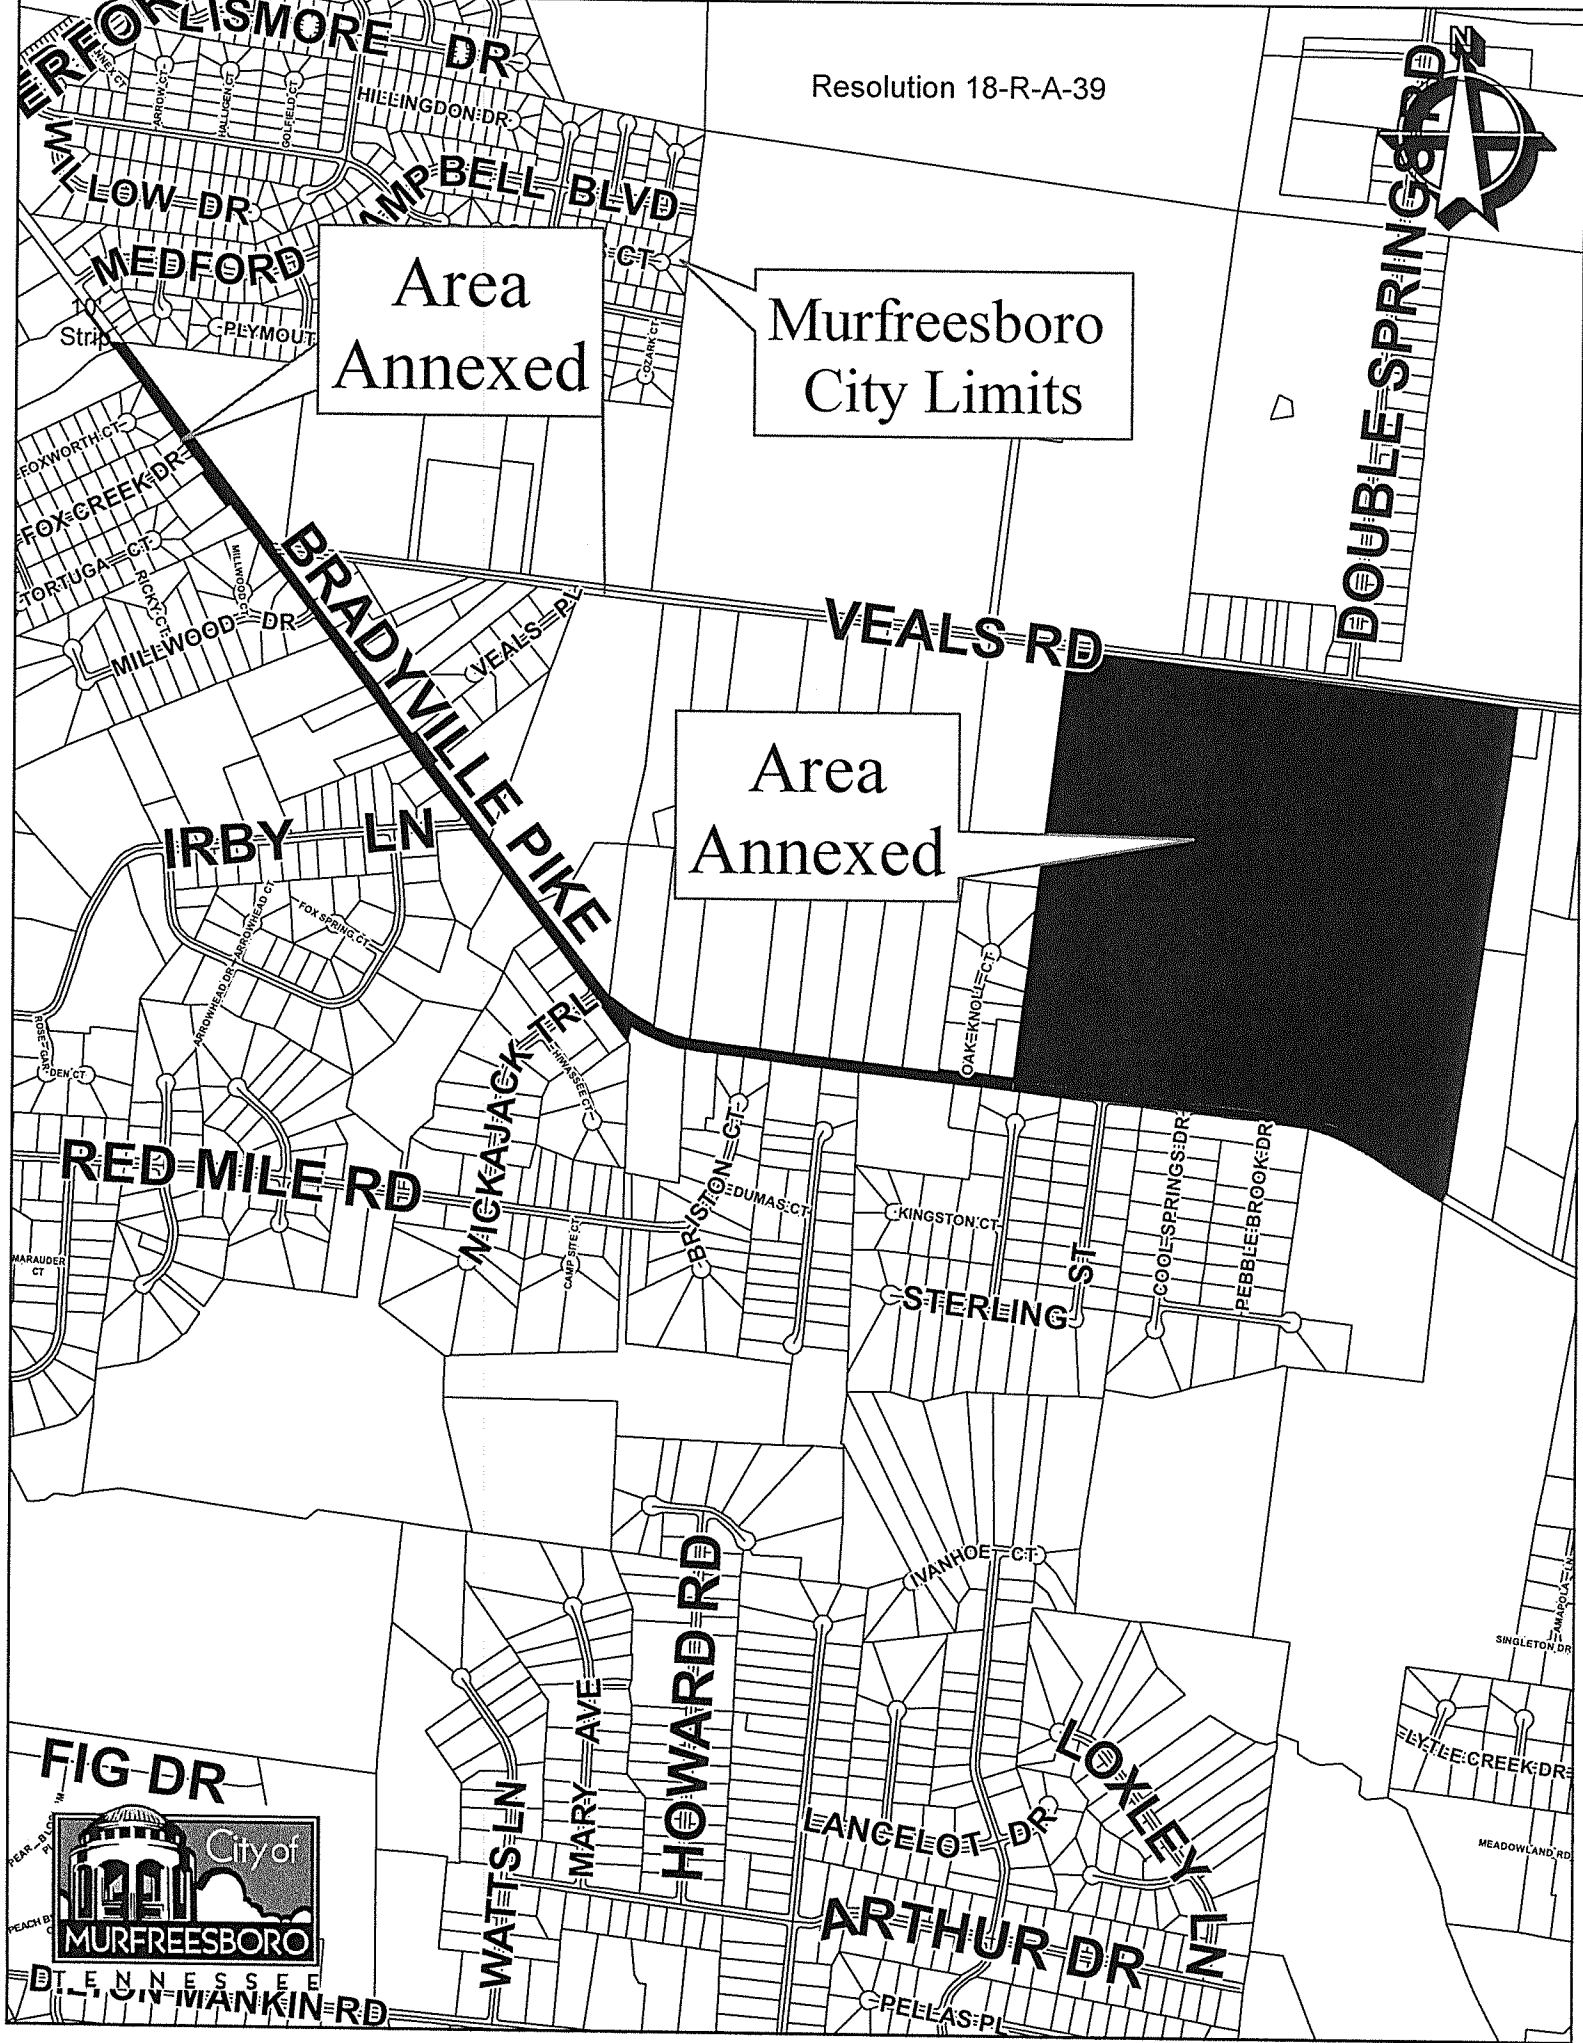 LISMORE DR
Resolution 18-R-A-39
N
ARROW CT
HALLIGEN CT
GOLFIELD CT
HILLINGDON DR
WILLOW DR
BELL BLVD
MEDFORD
CT
10'
Strip
PLYMOUT
OZARK CT
Area
Annexed
Murfreesboro
City Limits
DOUBLE SPRINGS RD
FOXWORTH CT
FOX CREEK DR
TORTUGA CT
RICKY CT
MILLWOOD CT
MILLWOOD DR
BRADYVILLE PIKE
VEALS PL
VEALS RD
Area
Annexed
IRBY LN
ARROWHEAD CT
FOX SPRING CT
ARROWHEAD DR
OAK KNOLL CT
ROSE GARDEN CT
NICKAJACK TRL
HIWASSEE CT
RED MILE RD
BRISTON CT
DUMAS CT
CAMP SITE CT
KINGSTON CT
COOL SPRINGS DR
PEBBLE BROOK DR
MARAUDER
CT
STERLING ST
IVANHOE CT
HOWARD RD
AMAPOLA LN
SINGLETON DR
MARY AVE
LOXLEY LN
LYTLE CREEK DR
FIG DR
WATTS LN
LANCELOT DR
MEADOWLAND RD
City of
MURFREESBORO
TENNESSEE
ARTHUR DR
MANKIN RD
PELLAS PL